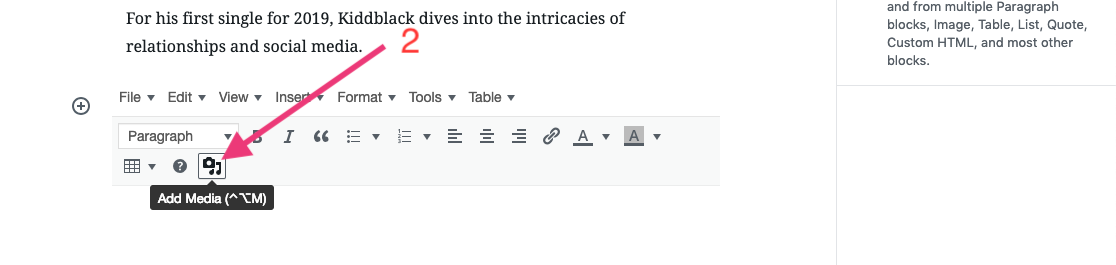 For his first single for 2019, Kiddblack dives into the intricacies of
relationships and social media.
2
and from multiple Paragraph
blocks, Image, Table, List, Quote,
Custom HTML, and most other
blocks.
File Edit View Insert Format Tools Table
Paragraph B I A A
Add Media (^⌥M)